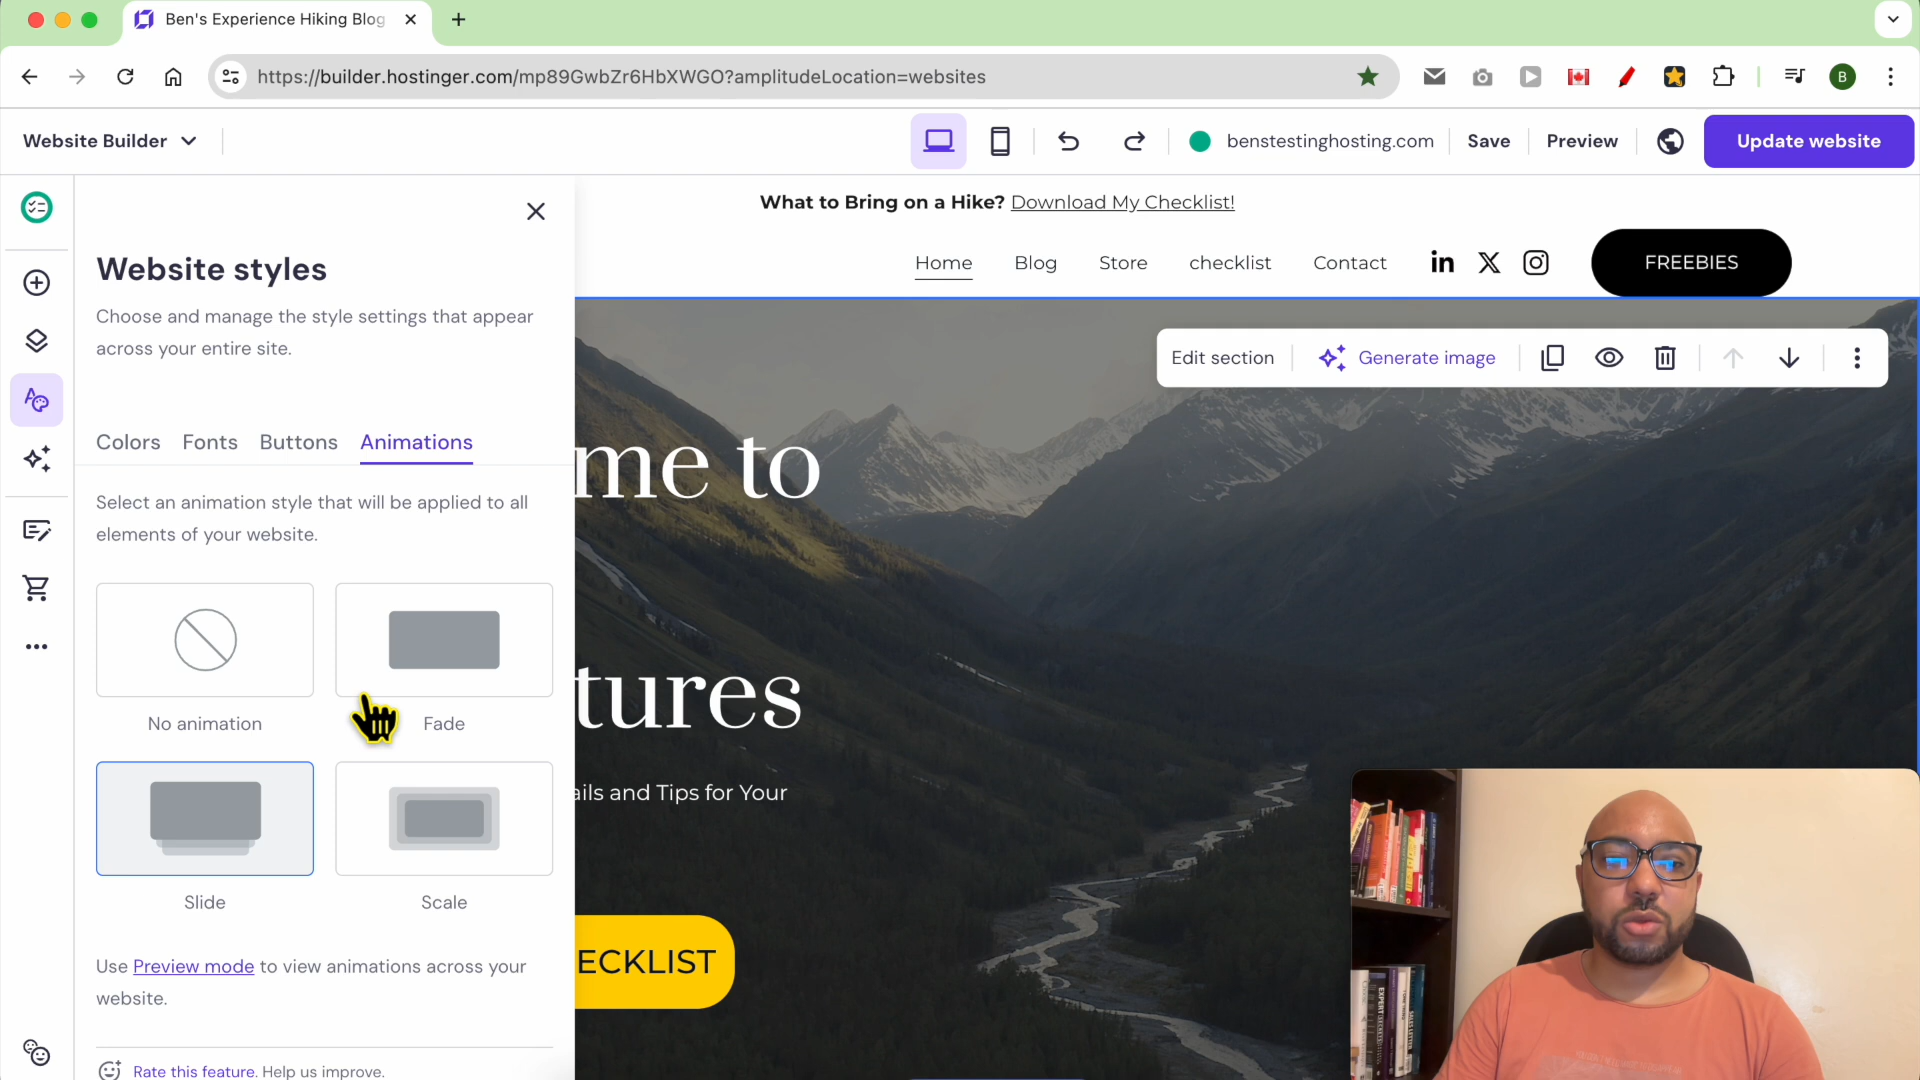 Ben's Experience Hiking Blog
https://builder.hostinger.com/mp89GwbZr6HbXWGO?amplitudeLocation=websites
B
Website Builder
benstestinghosting.com
Save
Preview
Update website
What to Bring on a Hike? Download My Checklist!
Home
Blog
Store
checklist
Contact
in
X
FREEBIES
Website styles
Choose and manage the style settings that appear
across your entire site.
Edit section
Generate image
Colors
Fonts
Buttons
Animations
me to
Select an animation style that will be applied to all
elements of your website.
tures
No animation
Fade
ails and Tips for Your
Slide
Scale
ECKLIST
Use Preview mode to view animations across your
website.
Rate this feature. Help us improve.